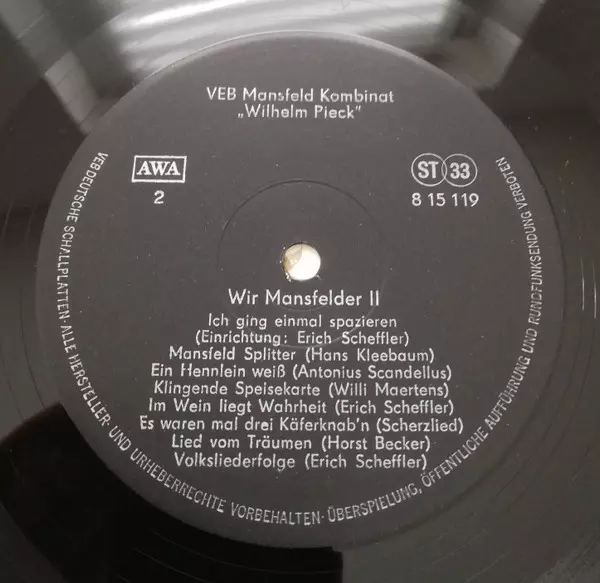 VEB Mansfeld Kombinat
„Wilhelm Pieck"
AWA
2
ST 33
8 15 119
Wir Mansfelder II
Ich ging einmal spazieren
(Einrichtung: Erich Scheffler)
Mansfeld Splitter (Hans Kleebaum)
Ein Hennlein weiß (Antonius Scandellus)
Klingende Speisekarte (Willi Maertens)
Im Wein liegt Wahrheit (Erich Scheffler)
Es waren mal drei Käferknab'n (Scherzlied)
Lied vom Träumen (Horst Becker)
Volksliederfolge (Erich Scheffler)
VEB DEUTSCHE SCHALLPLATTEN · ALLE HERSTELLER- UND URHEBERRECHTE VORBEHALTEN · ÜBERSPIELUNG, ÖFFENTLICHE AUFFÜHRUNG UND RUNDFUNKSENDUNG VERBOTEN